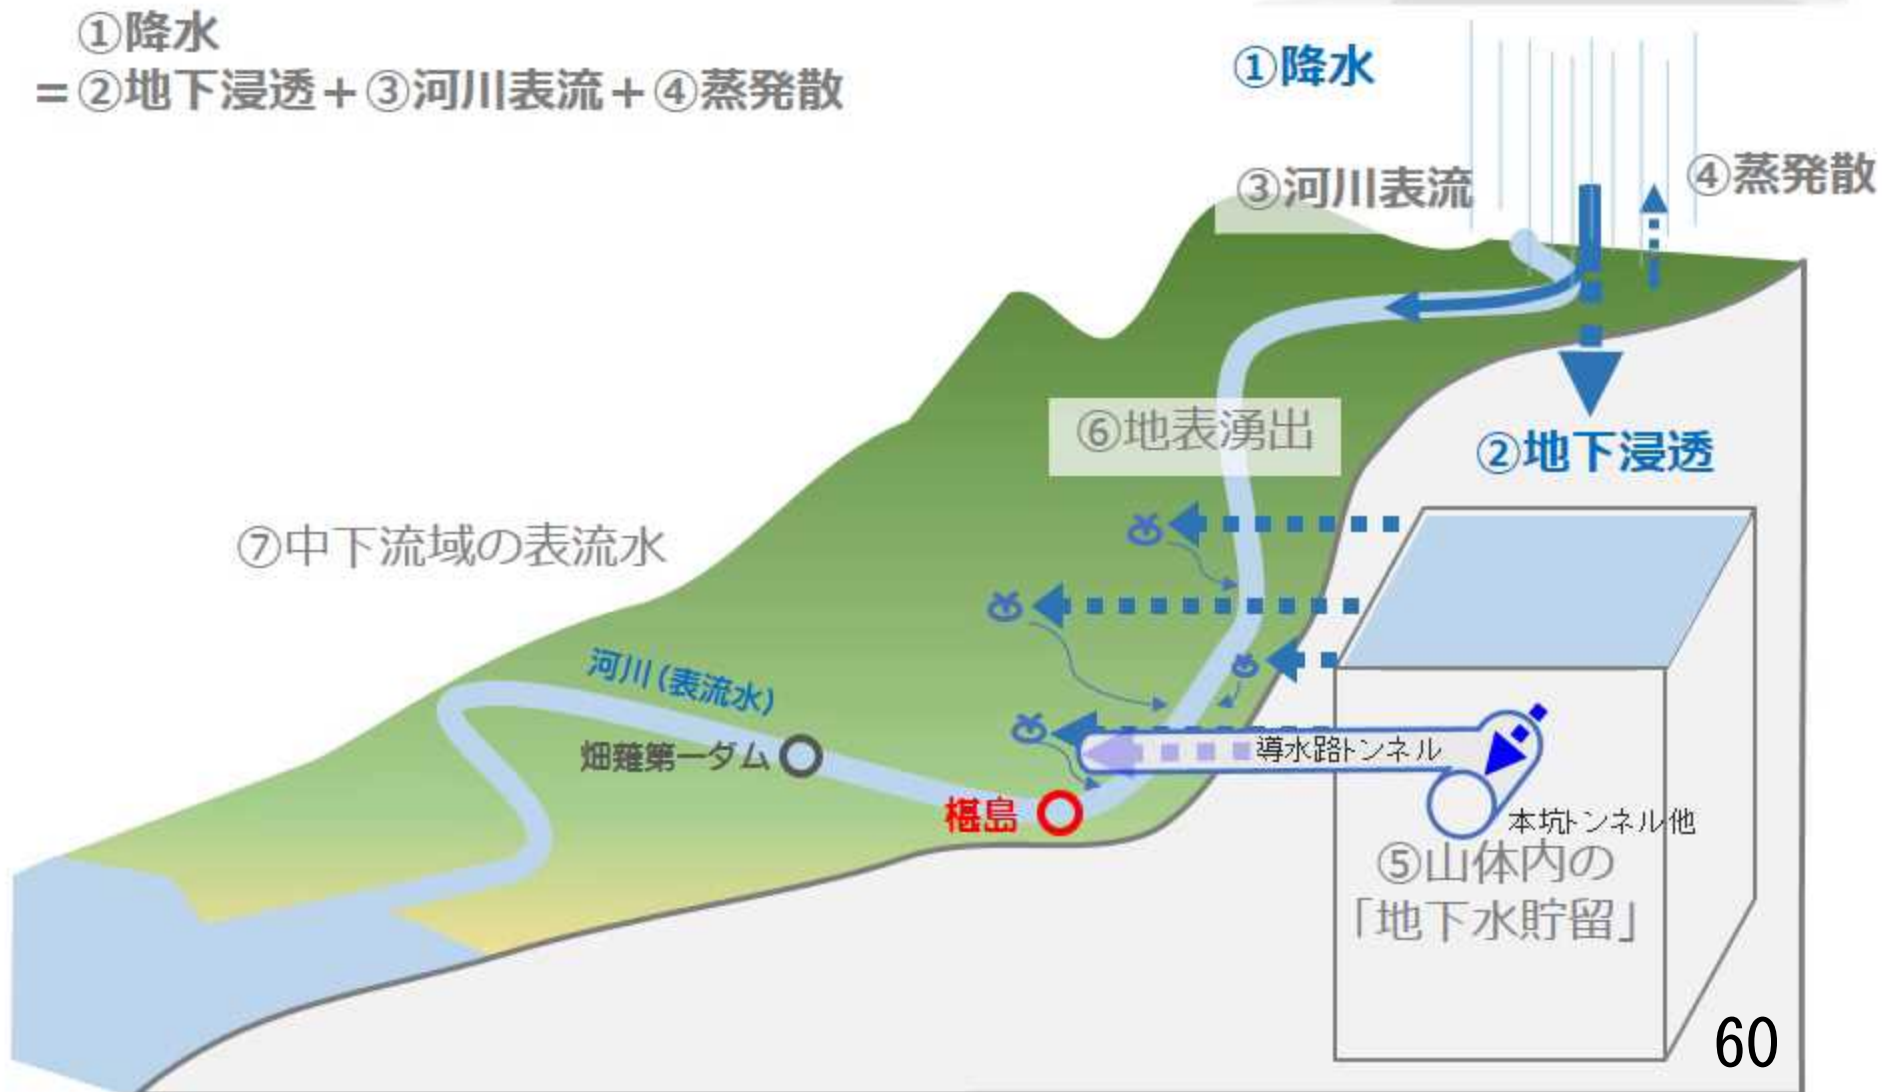 ①降水
=②地下浸透+③河川表流+④蒸発散
①降水
③河川表流
④蒸発散
⑥地表湧出
②地下浸透
⑦中下流域の表流水
河川(表流水)
畑薙第一ダム
導水路トンネル
椹島
本坑トンネル他
⑤山体内の
「地下水貯留」
60